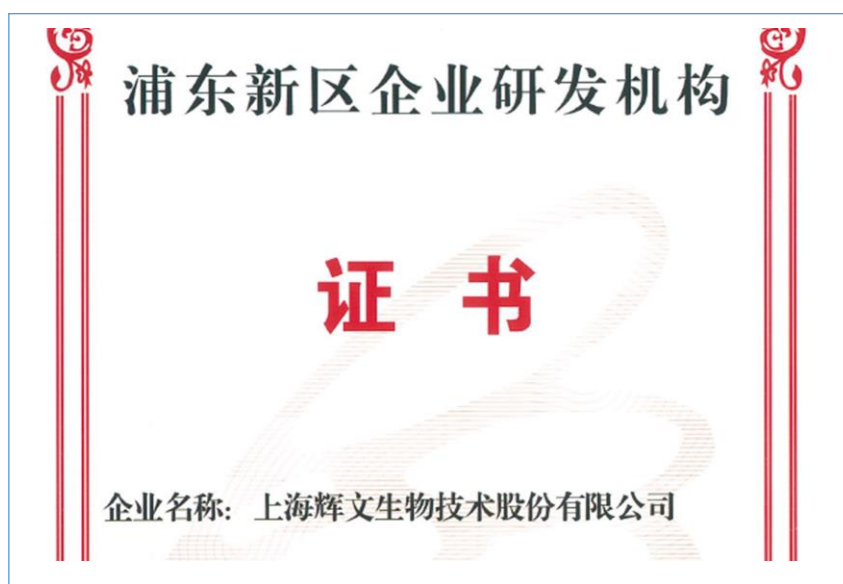 浦东新区企业研发机构
证 书
企业名称：上海辉文生物技术股份有限公司